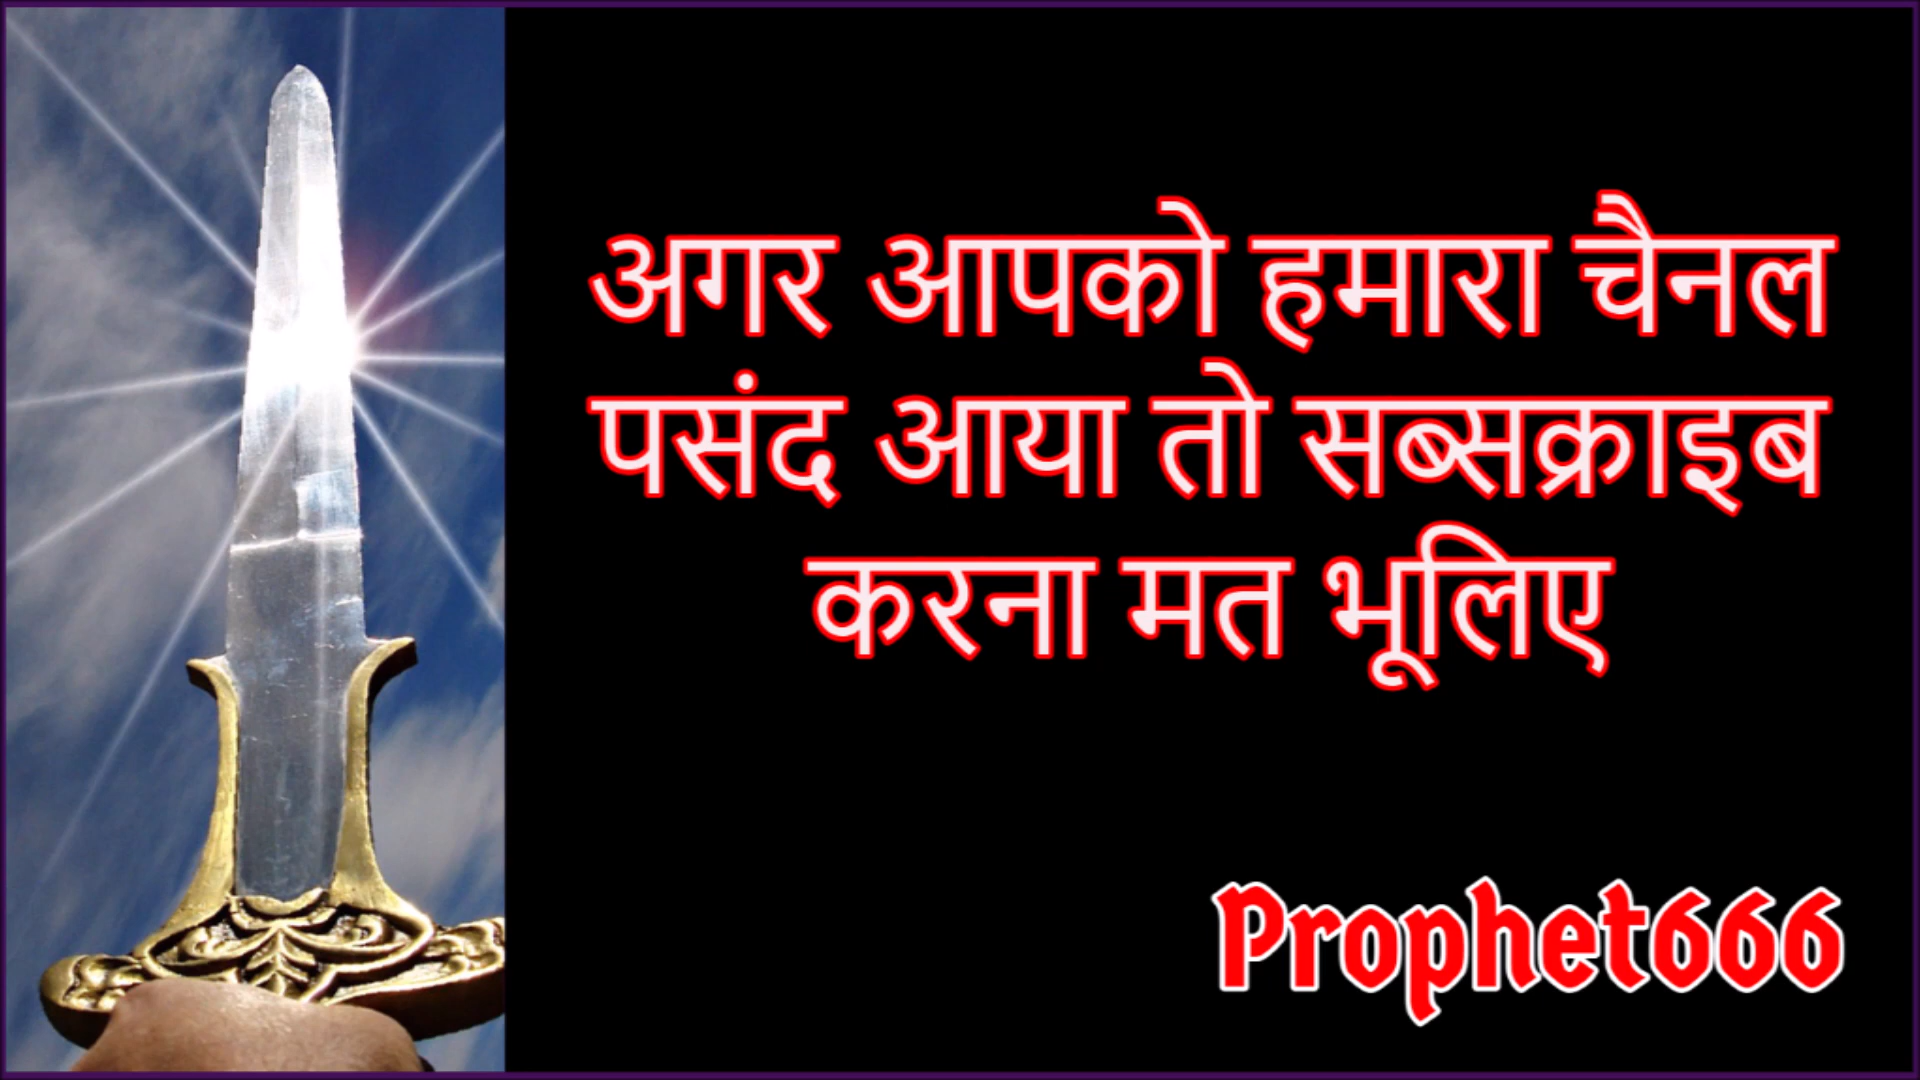 अगर आपको हमारा चैनल
पसंद आया तो सब्सक्राइब
करना मत भूलिए
Prophet666